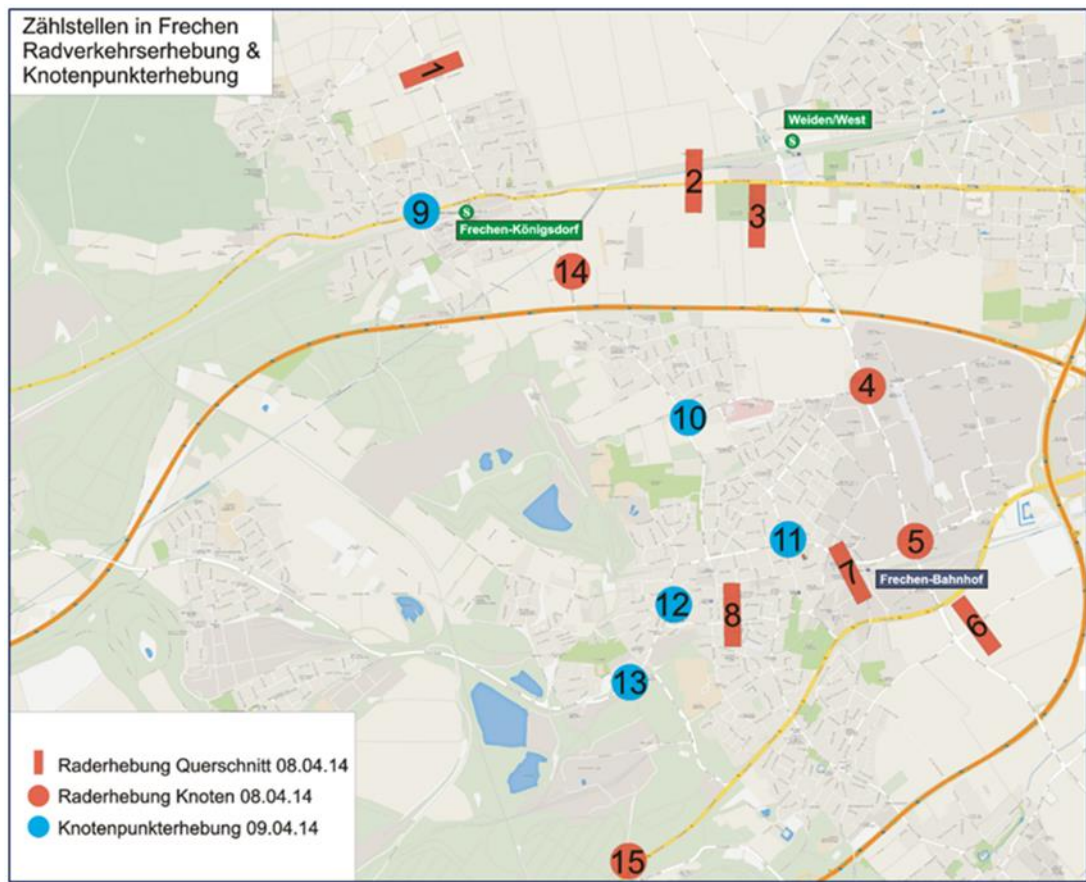 Zählstellen in Frechen
Radverkehrserhebung &
Knotenpunkterhebung
1
Weiden/West
S
2
9
S
3
Frechen-Königsdorf
14
4
10
11
5
7
Frechen-Bahnhof
12
8
6
13
Raderhebung Querschnitt 08.04.14
Raderhebung Knoten 08.04.14
Knotenpunkterhebung 09.04.14
15